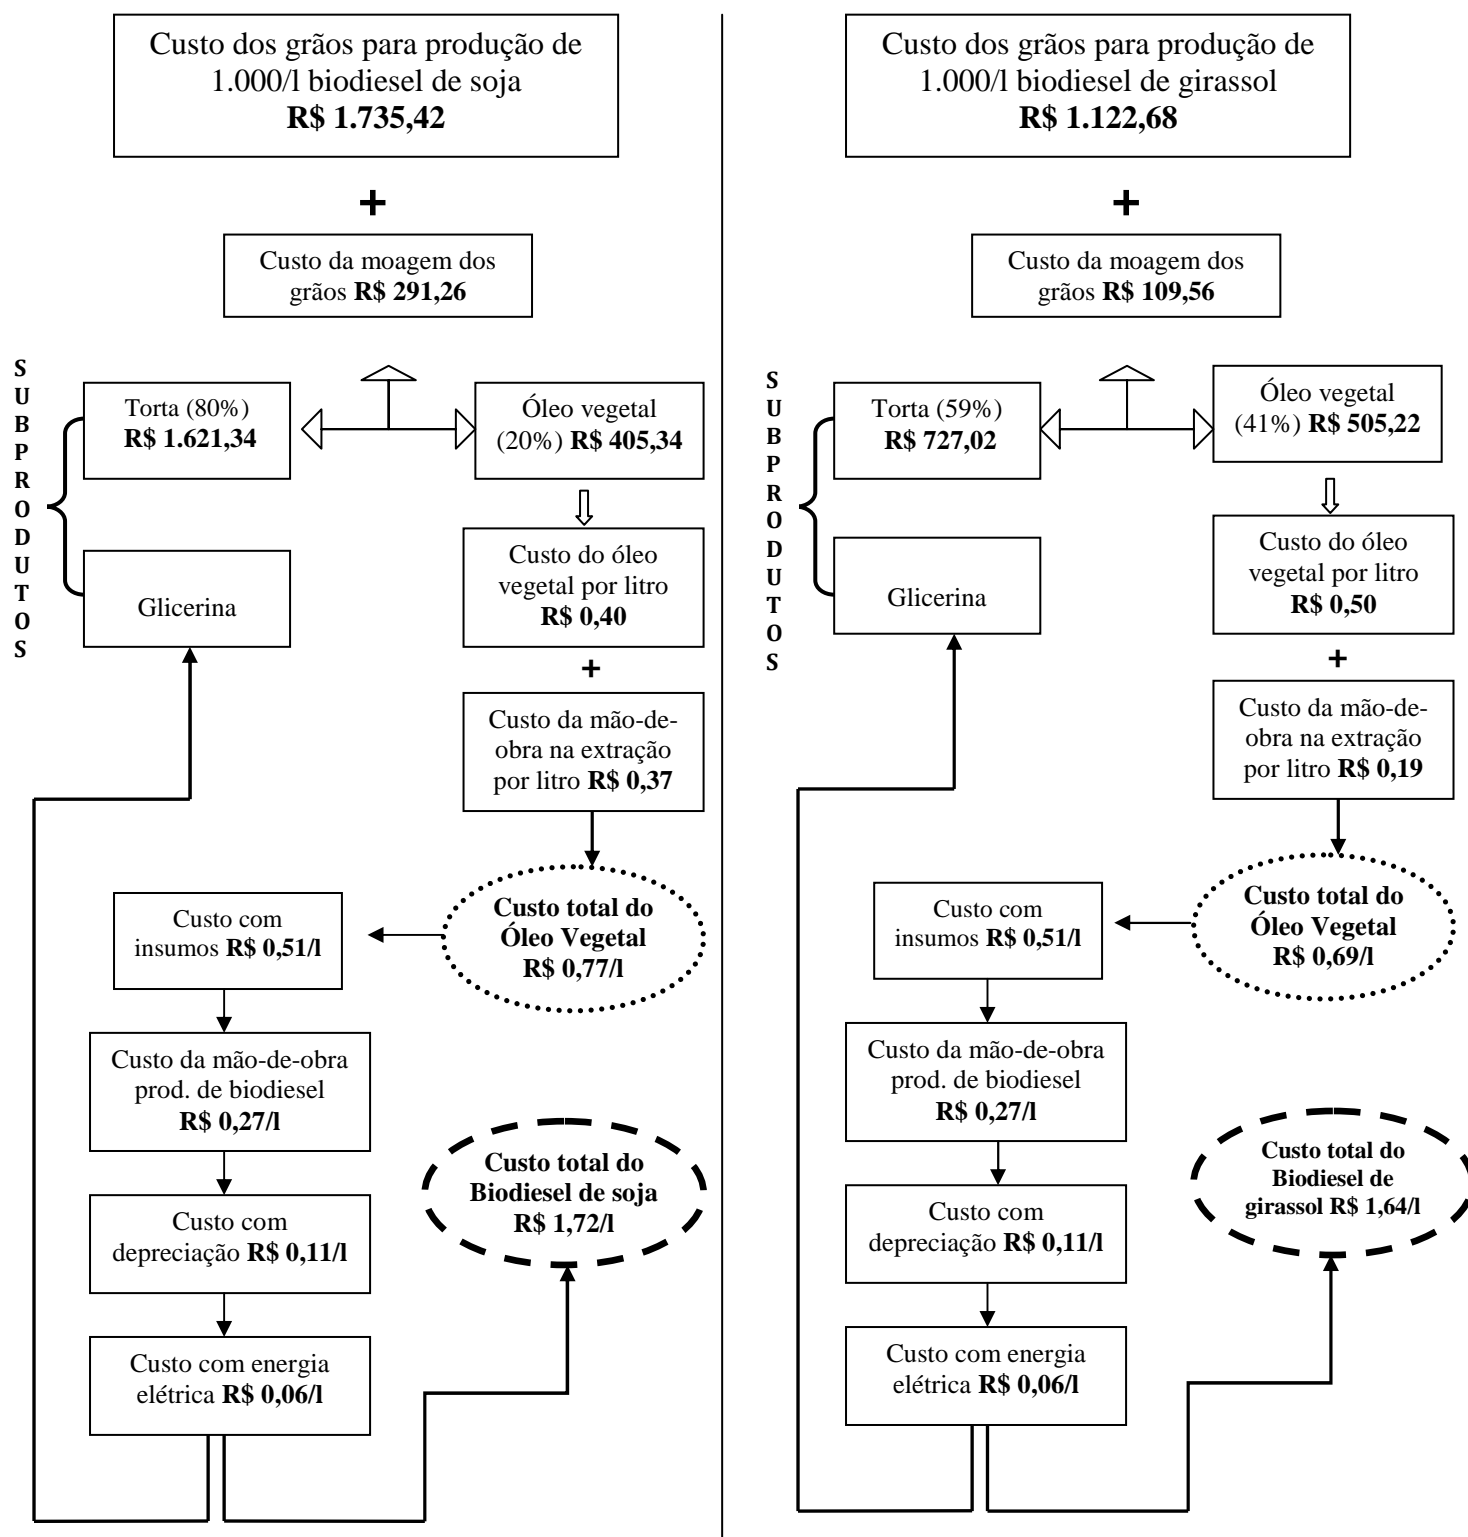 Custo dos grãos para produção de
1.000/l biodiesel de soja
R$ 1.735,42
+
Custo da moagem dos
grãos R$ 291,26
SUBPRODUTOS
Torta (80%)
R$ 1.621,34
Óleo vegetal
(20%) R$ 405,34
Glicerina
Custo do óleo
vegetal por litro
R$ 0,40
+
Custo da mão-de-
obra na extração
por litro R$ 0,37
Custo total do
Óleo Vegetal
R$ 0,77/l
Custo com
insumos R$ 0,51/l
Custo da mão-de-obra
prod. de biodiesel
R$ 0,27/l
Custo com
depreciação R$ 0,11/l
Custo com energia
elétrica R$ 0,06/l
Custo total do
Biodiesel de soja
R$ 1,72/l
Custo dos grãos para produção de
1.000/l biodiesel de girassol
R$ 1.122,68
+
Custo da moagem dos
grãos R$ 109,56
SUBPRODUTOS
Torta (59%)
R$ 727,02
Óleo vegetal
(41%) R$ 505,22
Glicerina
Custo do óleo
vegetal por litro
R$ 0,50
+
Custo da mão-de-
obra na extração
por litro R$ 0,19
Custo total do
Óleo Vegetal
R$ 0,69/l
Custo com
insumos R$ 0,51/l
Custo da mão-de-obra
prod. de biodiesel
R$ 0,27/l
Custo com
depreciação R$ 0,11/l
Custo com energia
elétrica R$ 0,06/l
Custo total do
Biodiesel de
girassol R$ 1,64/l